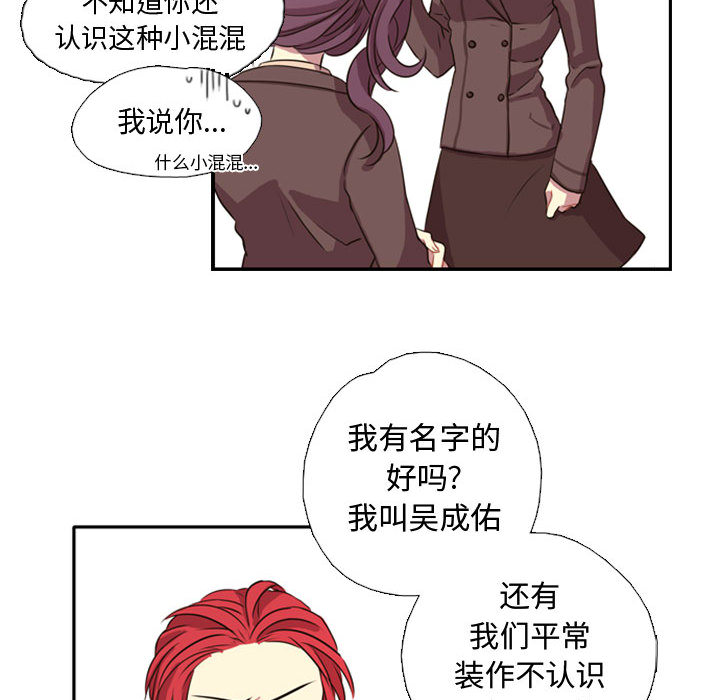 不知道你还
认识这种小混混
我说你...
什么小混混...
我有名字的
好吗?
我叫吴成佑
还有
我们平常
装作不认识